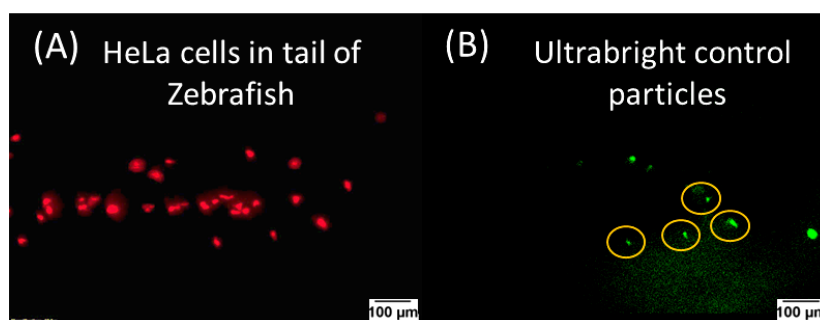 (A) HeLa cells in tail of
Zebrafish
100 µm
(B) Ultrabright control
particles
100 µm